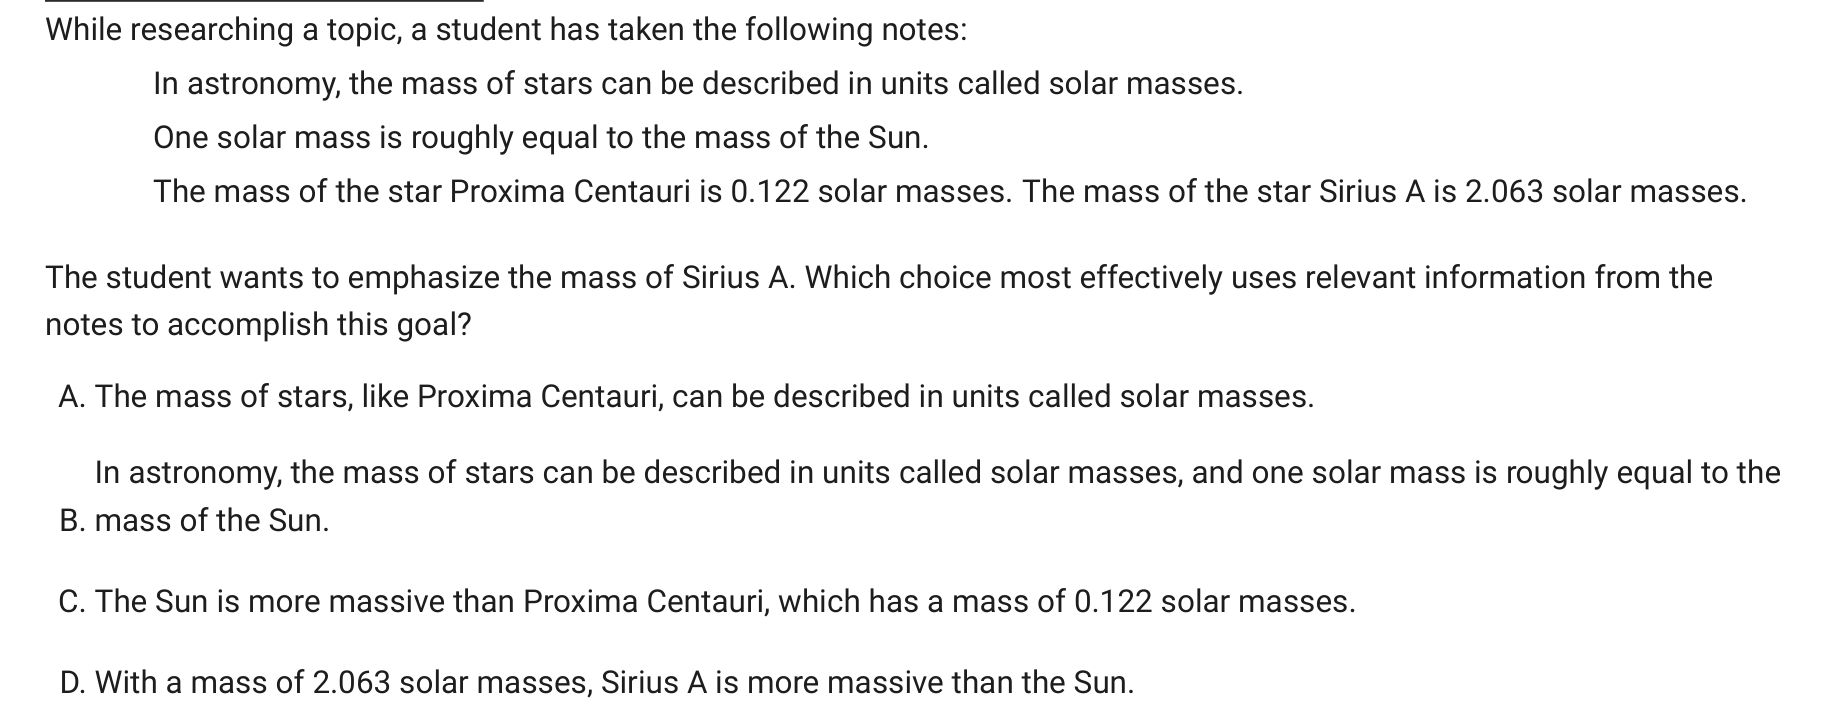 While researching a topic, a student has taken the following notes:
In astronomy, the mass of stars can be described in units called solar masses.
One solar mass is roughly equal to the mass of the Sun.
The mass of the star Proxima Centauri is 0.122 solar masses. The mass of the star Sirius A is 2.063 solar masses.
The student wants to emphasize the mass of Sirius A. Which choice most effectively uses relevant information from the
notes to accomplish this goal?
A. The mass of stars, like Proxima Centauri, can be described in units called solar masses.
In astronomy, the mass of stars can be described in units called solar masses, and one solar mass is roughly equal to the
B. mass of the Sun.
C. The Sun is more massive than Proxima Centauri, which has a mass of 0.122 solar masses.
D. With a mass of 2.063 solar masses, Sirius A is more massive than the Sun.